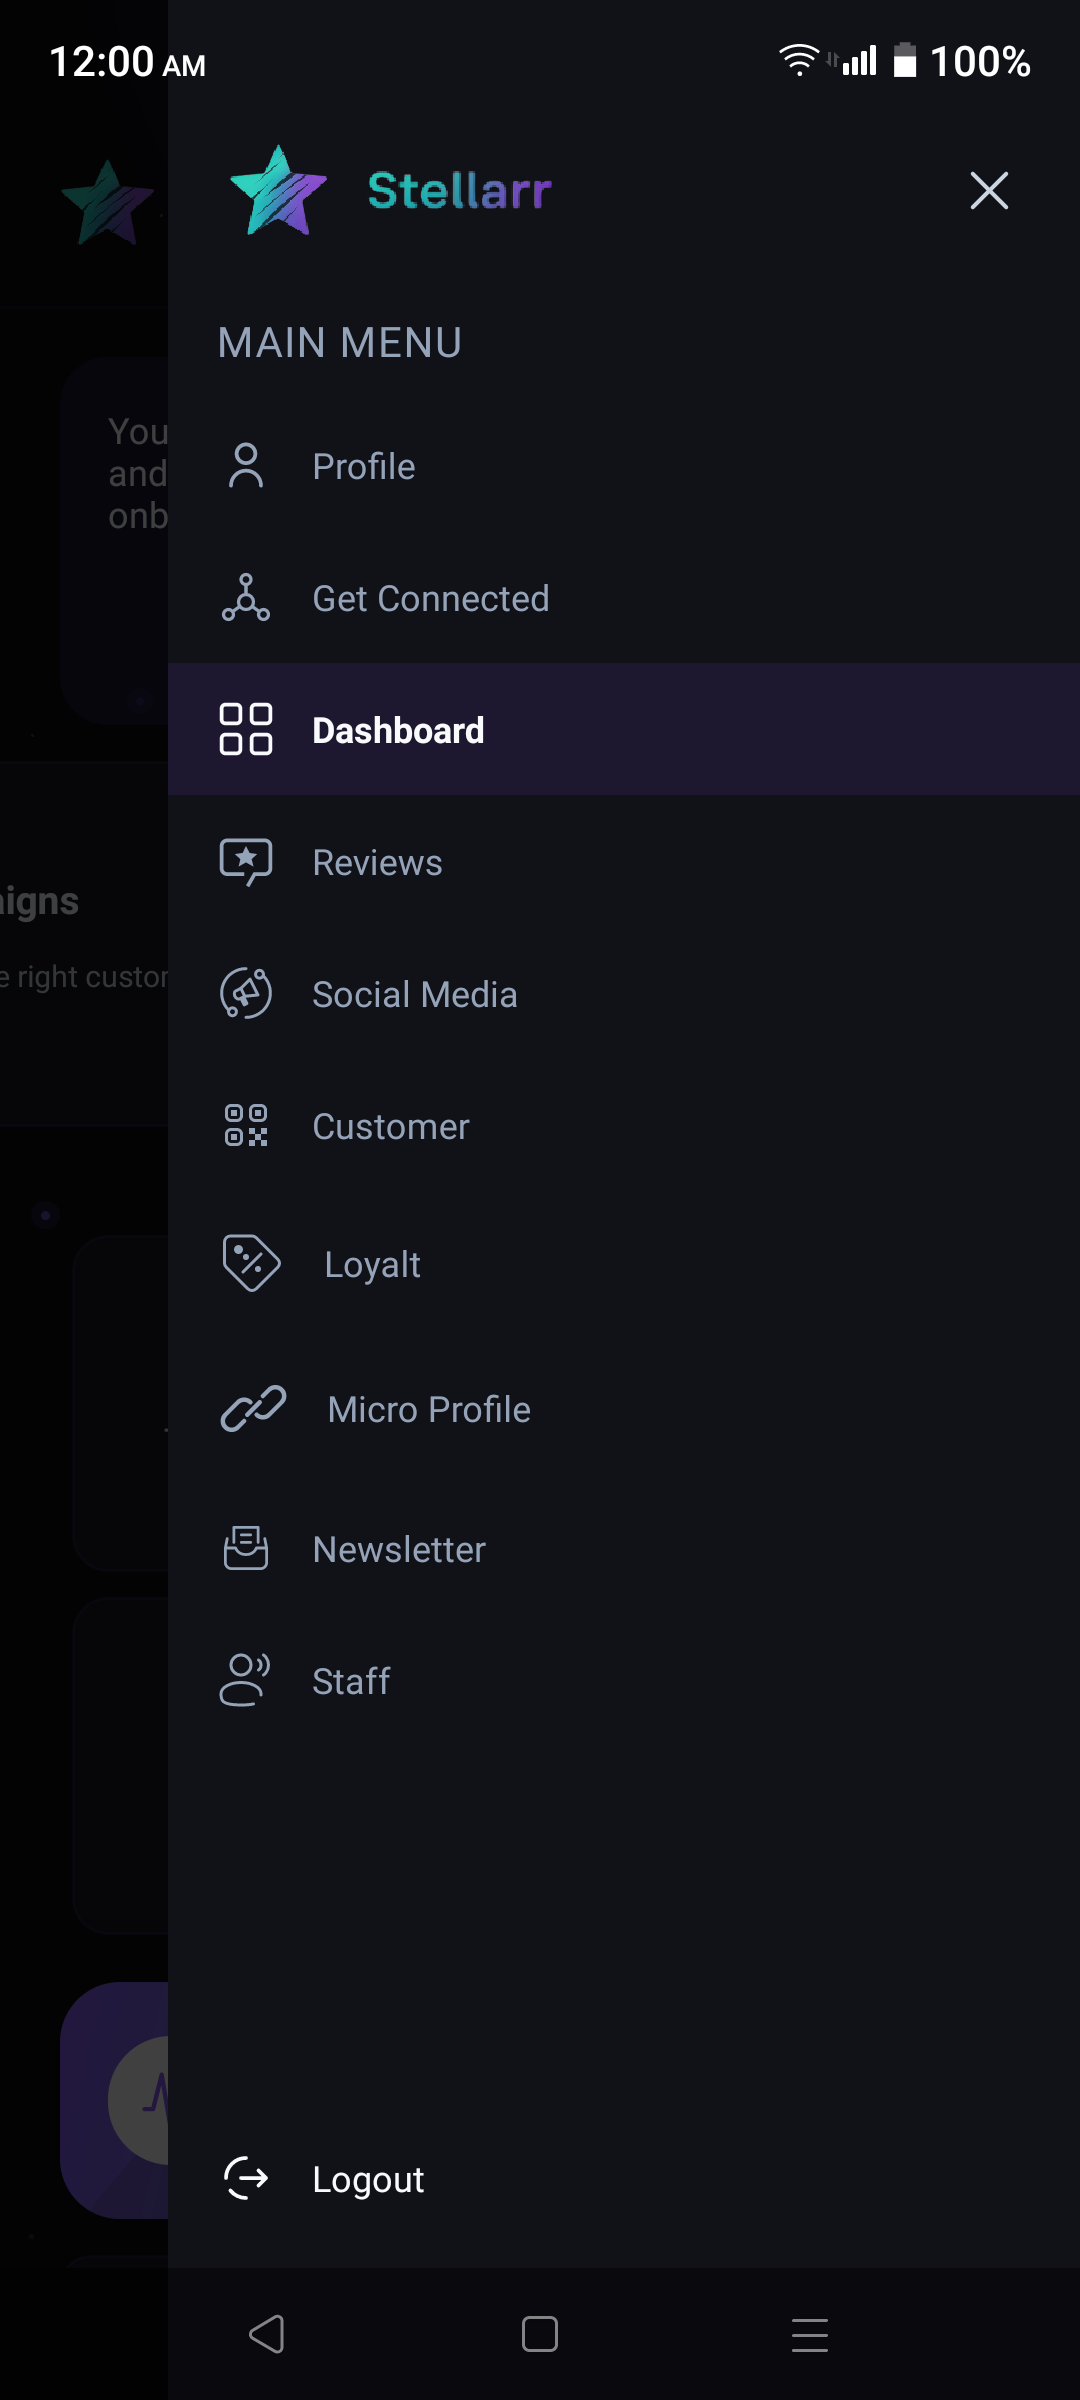 12:00 AM
100%
Stellarr
MAIN MENU
Profile
Get Connected
Dashboard
Reviews
Social Media
Customer
Loyalt
Micro Profile
Newsletter
Staff
Logout
You
and
onb
aigns
e right custor